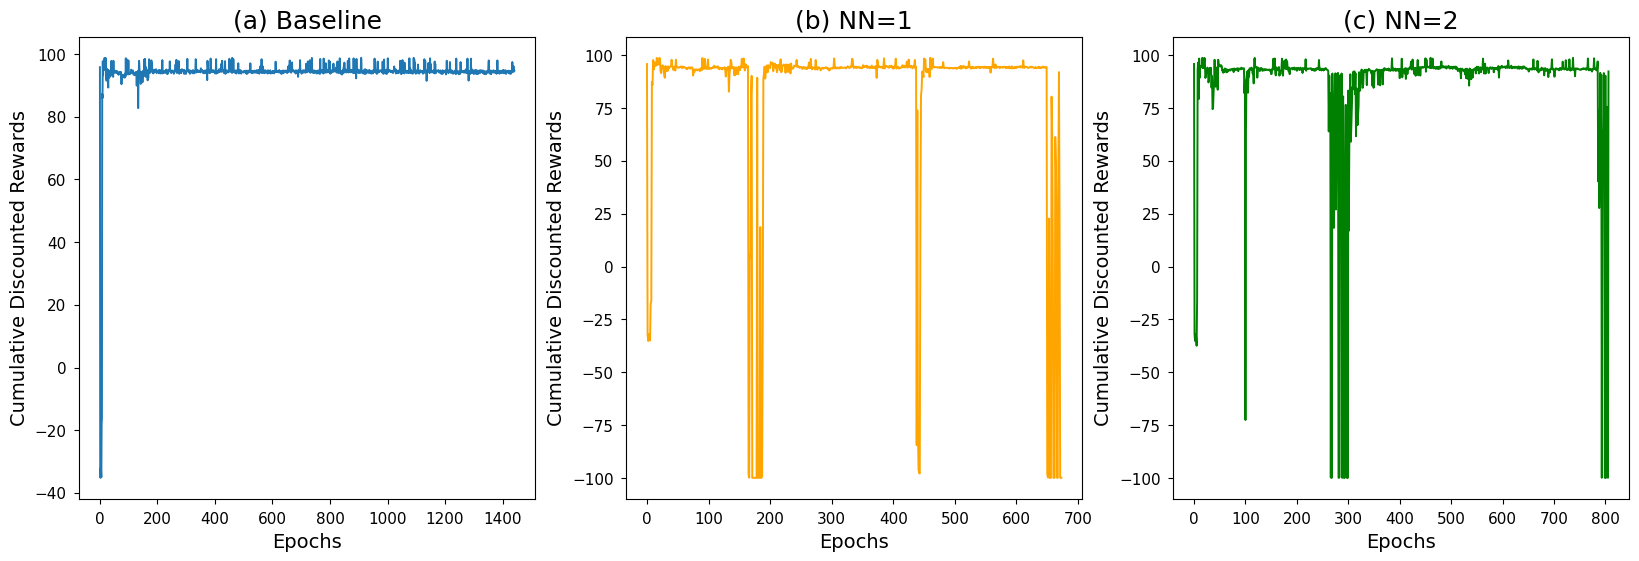 (a) Baseline
Cumulative Discounted Rewards
100
80
60
40
20
0
−20
−40
0 200 400 600 800 1000 1200 1400
Epochs
(b) NN=1
Cumulative Discounted Rewards
100
75
50
25
0
−25
−50
−75
−100
0 100 200 300 400 500 600 700
Epochs
(c) NN=2
Cumulative Discounted Rewards
100
75
50
25
0
−25
−50
−75
−100
0 100 200 300 400 500 600 700 800
Epochs